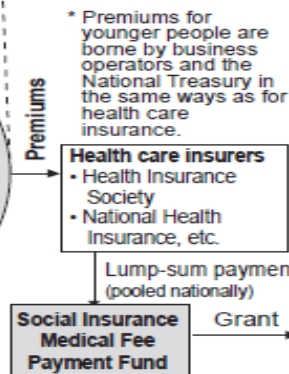 * Premiums for
younger people are
borne by business
operators and the
National Treasury in
the same ways as for
health care
insurance.
Premiums
Health care insurers
• Health Insurance
Society
• National Health
Insurance, etc.
Lump-sum paymen
(pooled nationally)
Social Insurance
Medical Fee
Payment Fund
Grant